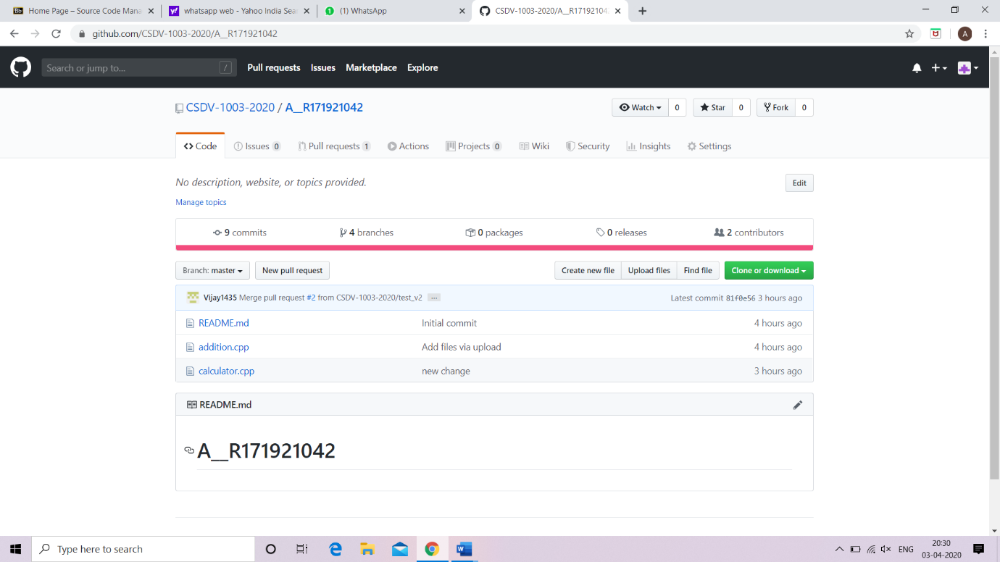 Bb Home Page – Source Code Mana
whatsapp web - Yahoo India Sear
1 (1) WhatsApp
CSDV-1003-2020/A__R17192104
github.com/CSDV-1003-2020/A__R171921042
A
Search or jump to... /
Pull requests Issues Marketplace Explore
CSDV-1003-2020 / A__R171921042
Watch 0 Star 0 Fork 0
Code Issues 0 Pull requests 1 Actions Projects 0 Wiki Security Insights Settings
No description, website, or topics provided. Edit
Manage topics
9 commits 4 branches 0 packages 0 releases 2 contributors
Branch: master New pull request Create new file Upload files Find file Clone or download
Vijay1435 Merge pull request #2 from CSDV-1003-2020/test_v2 ... Latest commit 81f0e56 3 hours ago
README.md Initial commit 4 hours ago
addition.cpp Add files via upload 4 hours ago
calculator.cpp new change 3 hours ago
README.md
A__R171921042
Type here to search ENG 20:30
03-04-2020